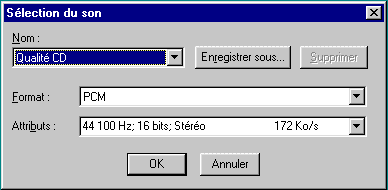 Sélection du son
Nom :
Qualité CD
Enregistrer sous...
Supprimer
Format :
PCM
Attributs :
44 100 Hz; 16 bits; Stéréo 172 Ko/s
OK
Annuler